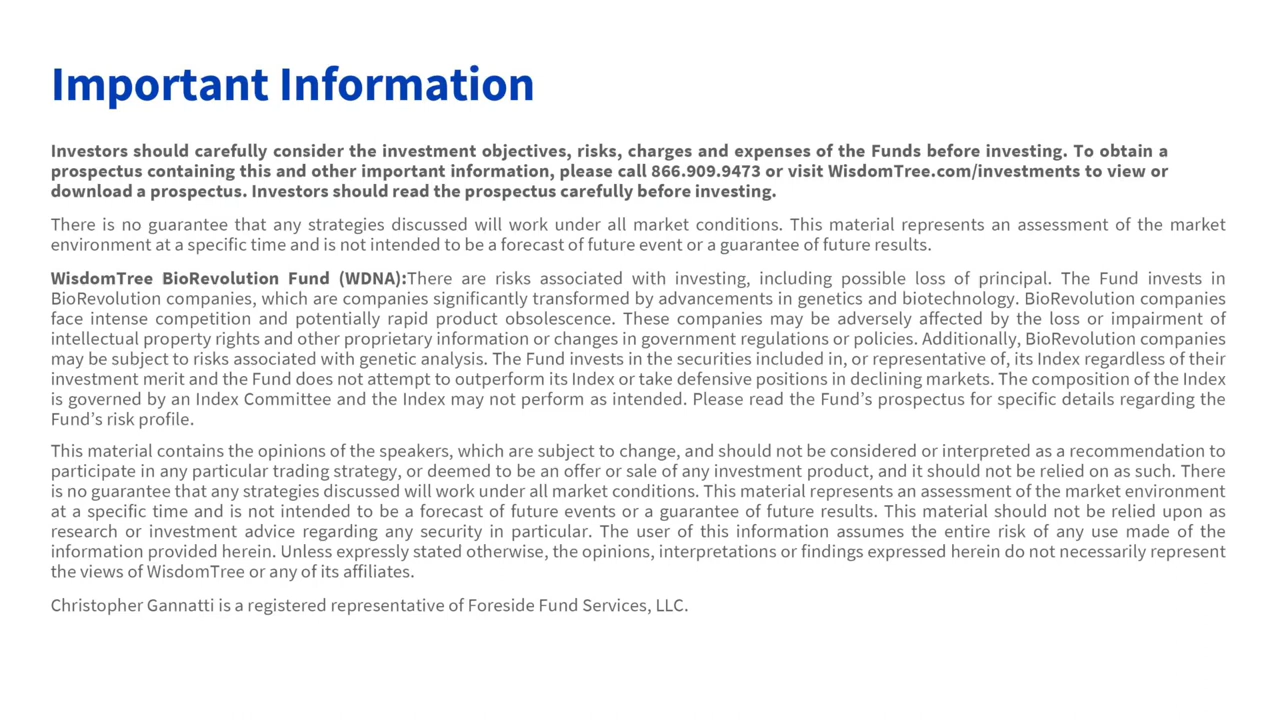 Important Information
Investors should carefully consider the investment objectives, risks, charges and expenses of the Funds before investing. To obtain a
prospectus containing this and other important information, please call 866.909.9473 or visit WisdomTree.com/investments to view or
download a prospectus. Investors should read the prospectus carefully before investing.
There is no guarantee that any strategies discussed will work under all market conditions. This material represents an assessment of the market
environment at a specific time and is not intended to be a forecast of future event or a guarantee of future results.
WisdomTree BioRevolution Fund (WDNA):There are risks associated with investing, including possible loss of principal. The Fund invests in
BioRevolution companies, which are companies significantly transformed by advancements in genetics and biotechnology. BioRevolution companies
face intense competition and potentially rapid product obsolescence. These companies may be adversely affected by the loss or impairment of
intellectual property rights and other proprietary information or changes in government regulations or policies. Additionally, BioRevolution companies
may be subject to risks associated with genetic analysis. The Fund invests in the securities included in, or representative of, its Index regardless of their
investment merit and the Fund does not attempt to outperform its Index or take defensive positions in declining markets. The composition of the Index
is governed by an Index Committee and the Index may not perform as intended. Please read the Fund’s prospectus for specific details regarding the
Fund’s risk profile.
This material contains the opinions of the speakers, which are subject to change, and should not be considered or interpreted as a recommendation to
participate in any particular trading strategy, or deemed to be an offer or sale of any investment product, and it should not be relied on as such. There
is no guarantee that any strategies discussed will work under all market conditions. This material represents an assessment of the market environment
at a specific time and is not intended to be a forecast of future events or a guarantee of future results. This material should not be relied upon as
research or investment advice regarding any security in particular. The user of this information assumes the entire risk of any use made of the
information provided herein. Unless expressly stated otherwise, the opinions, interpretations or findings expressed herein do not necessarily represent
the views of WisdomTree or any of its affiliates.
Christopher Gannatti is a registered representative of Foreside Fund Services, LLC.